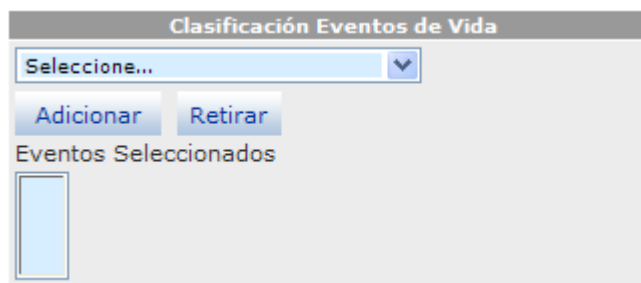 Clasificación Eventos de Vida
Seleccione...
Adicionar Retirar
Eventos Seleccionados